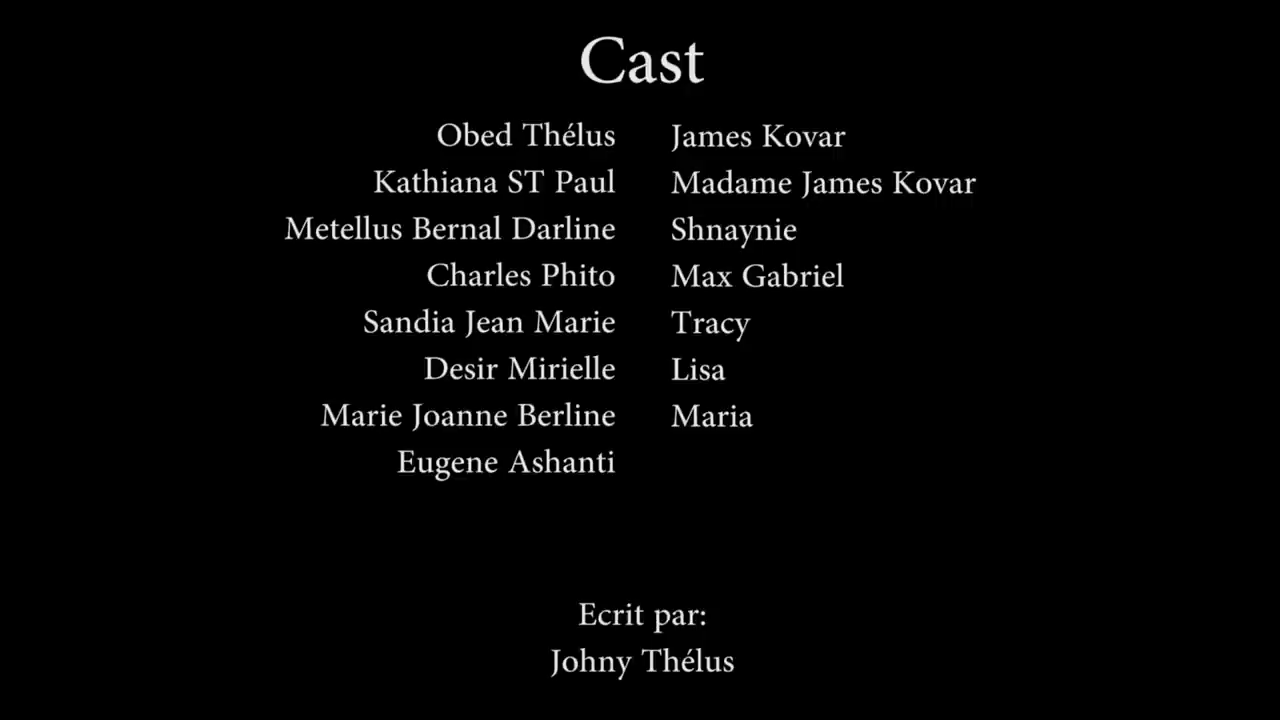 Cast
Obed Thélus James Kovar
Kathiana ST Paul Madame James Kovar
Metellus Bernal Darline Shnaynie
Charles Phito Max Gabriel
Sandia Jean Marie Tracy
Desir Mirielle Lisa
Marie Joanne Berline Maria
Eugene Ashanti
Ecrit par:
Johny Thélus